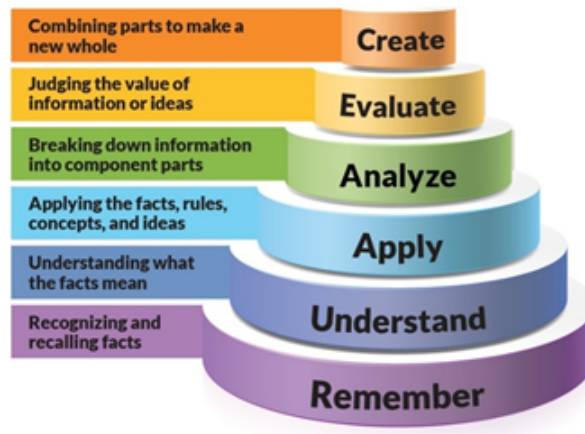 Combining parts to make a
new whole
Create
Judging the value of
information or ideas
Evaluate
Breaking down information
into component parts
Analyze
Applying the facts, rules,
concepts, and ideas
Apply
Understanding what
the facts mean
Understand
Recognizing and
recalling facts
Remember